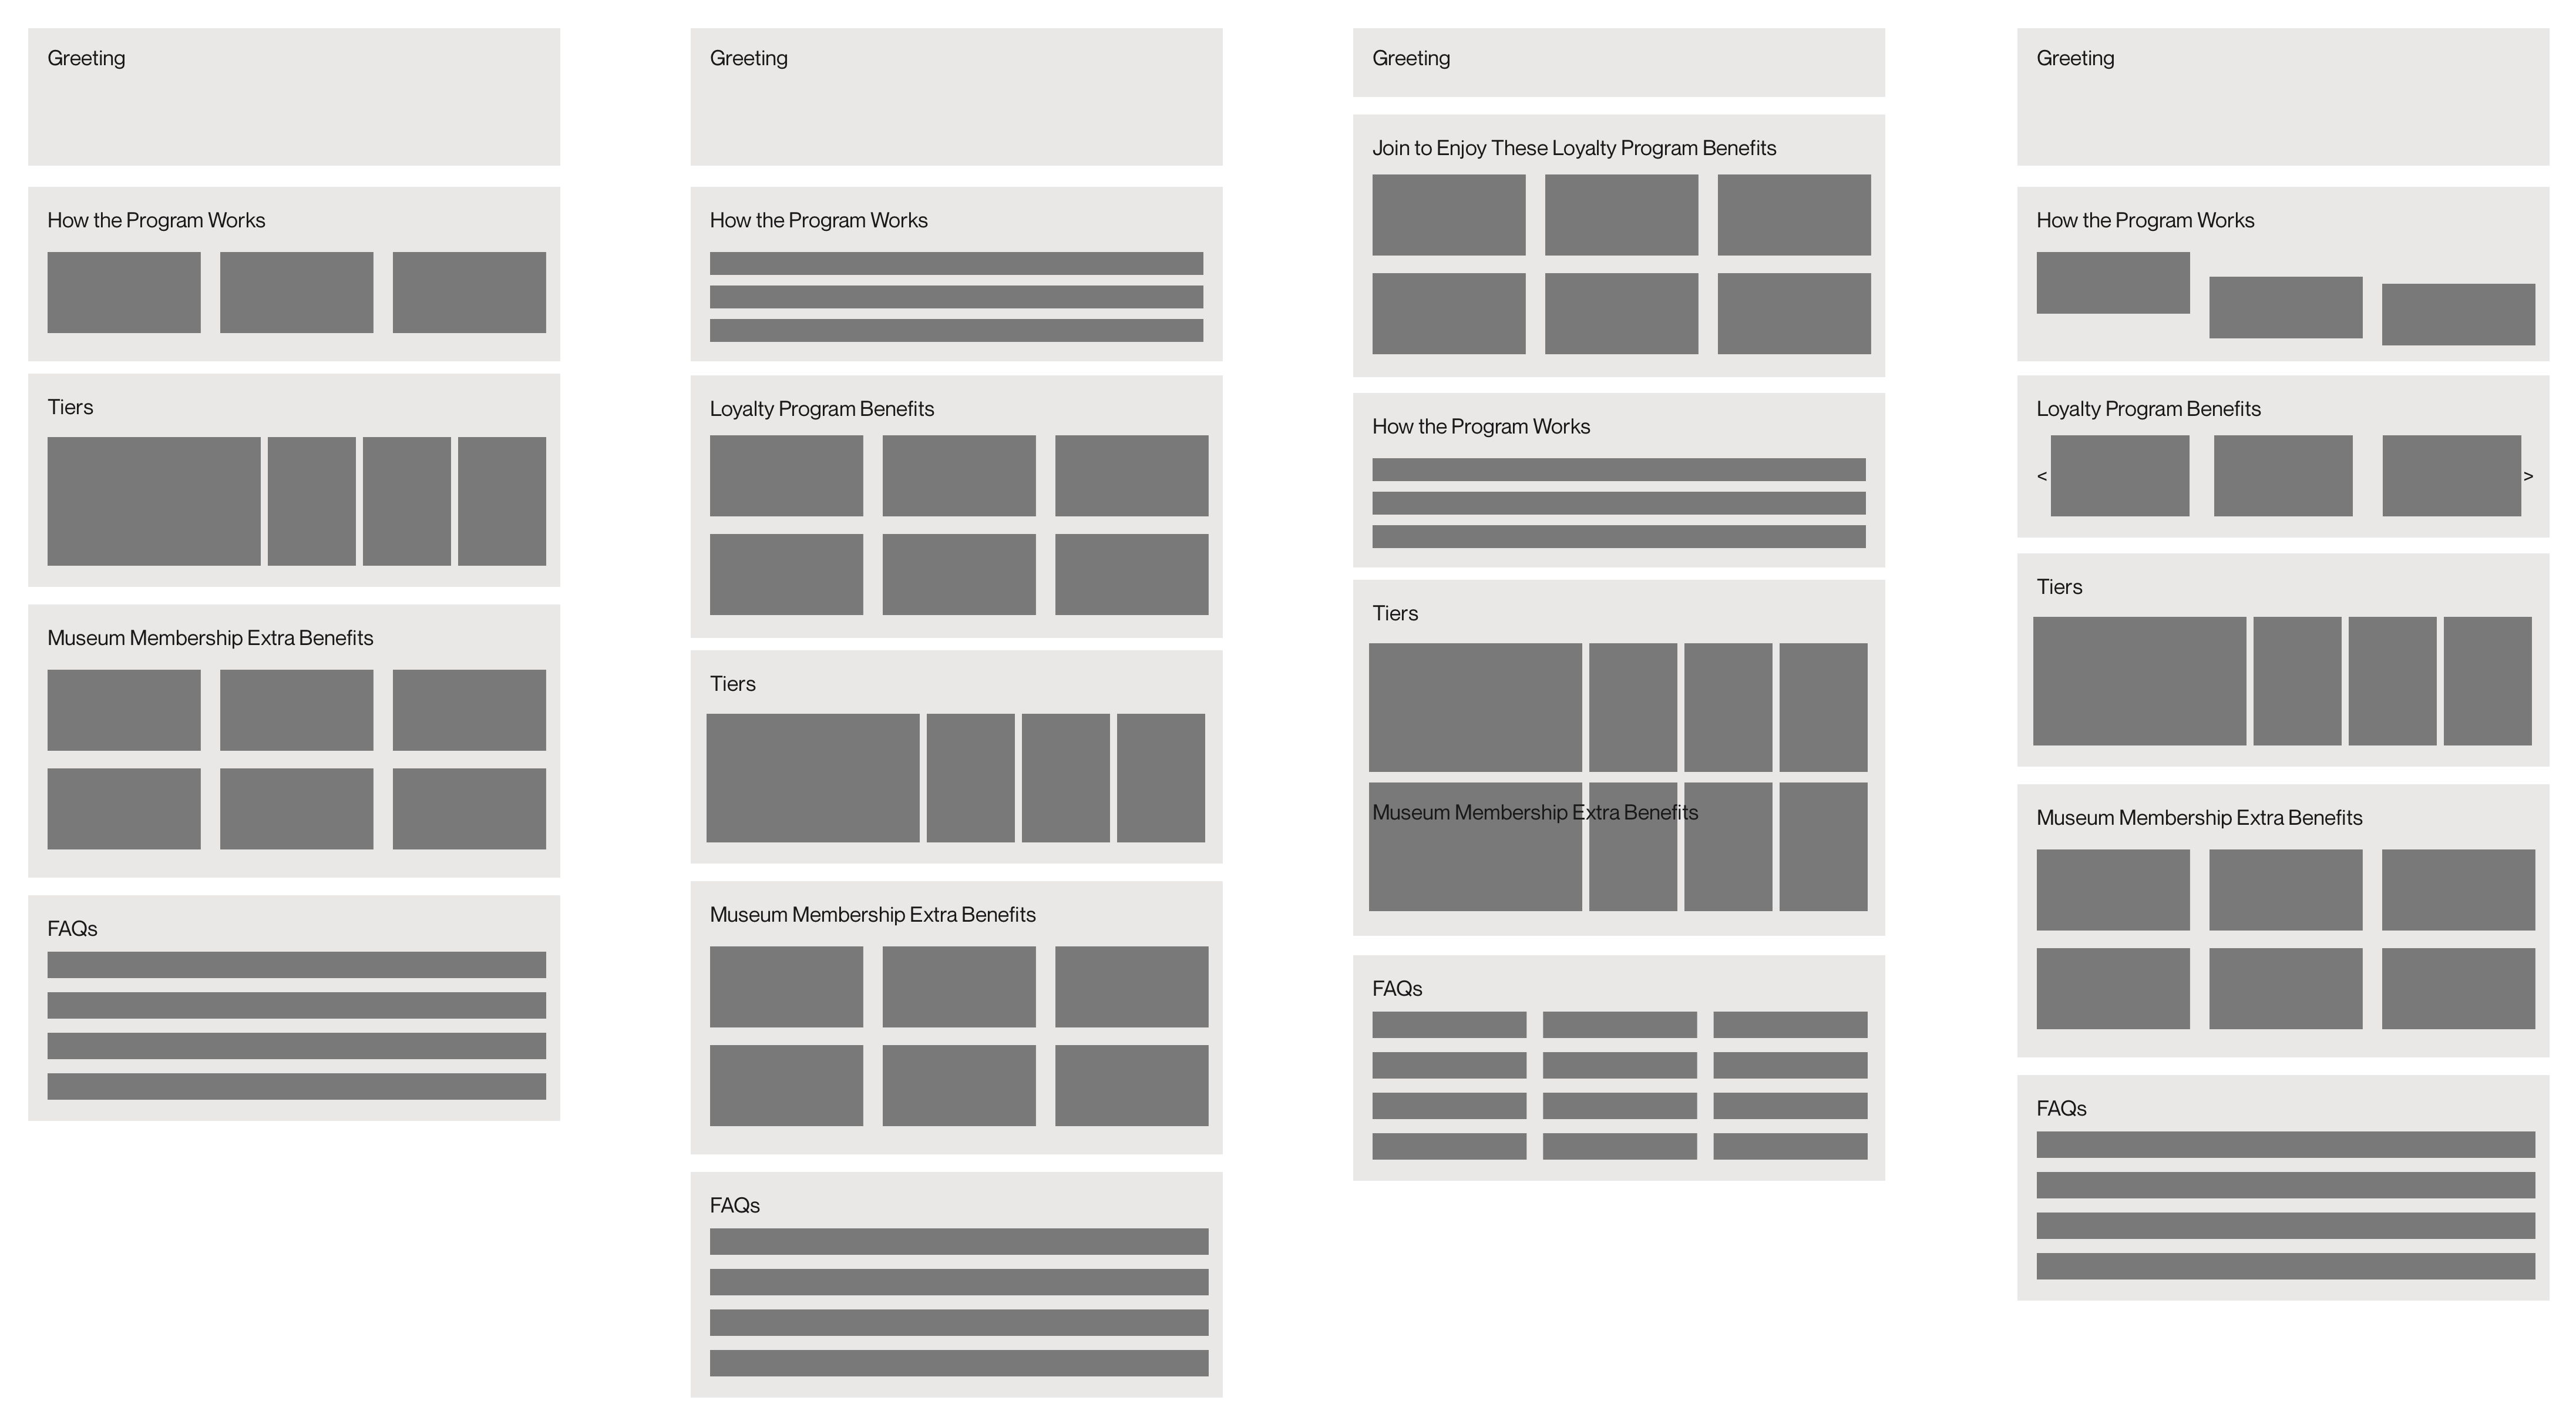 Greeting
How the Program Works
Tiers
Museum Membership Extra Benefits
FAQs
Greeting
How the Program Works
Loyalty Program Benefits
Tiers
Museum Membership Extra Benefits
FAQs
Greeting
Join to Enjoy These Loyalty Program Benefits
How the Program Works
Tiers
Museum Membership Extra Benefits
FAQs
Greeting
How the Program Works
Loyalty Program Benefits
< >
Tiers
Museum Membership Extra Benefits
FAQs